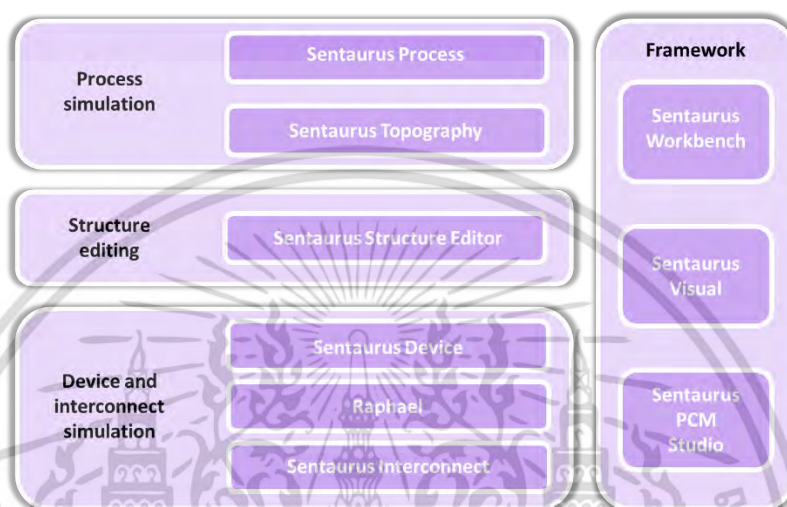 Process
simulation
Sentaurus Process
Sentaurus Topography
Structure
editing
Sentaurus Structure Editor
Device and
interconnect
simulation
Sentaurus Device
Raphael
Sentaurus Interconnect
Framework
Sentaurus
Workbench
Sentaurus
Visual
Sentaurus
PCM
Studio